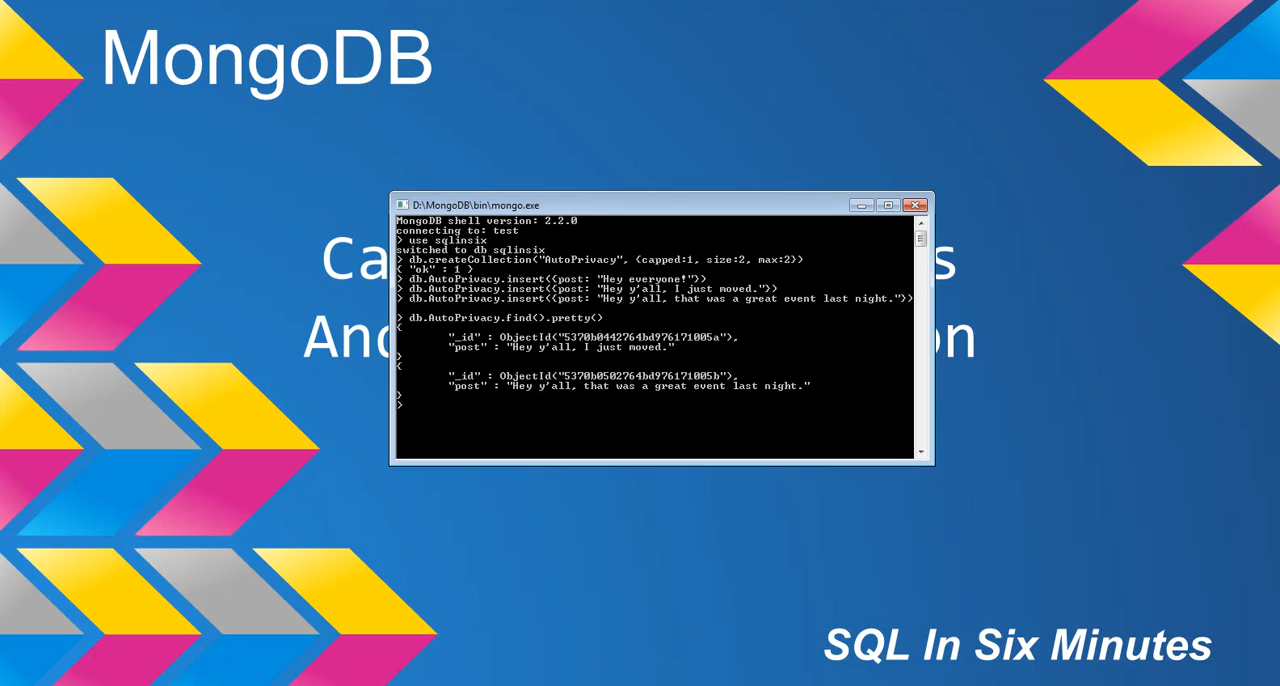 MongoDB
D:\MongoDB\bin\mongo.exe
MongoDB shell version: 2.2.0
connecting to: test
> use sqlinsix
switched to db sqlinsix
> db.createCollection("AutoPrivacy", {capped:1, size:2, max:2})
{ "ok" : 1 }
> db.AutoPrivacy.insert({post: "Hey everyone!"})
> db.AutoPrivacy.insert({post: "Hey y'all, I just moved."})
> db.AutoPrivacy.insert({post: "Hey y'all, that was a great event last night."})
> db.AutoPrivacy.find().pretty()
{
"_id" : ObjectId("5370b0442764bd976171005a"),
"post" : "Hey y'all, I just moved."
}
{
"_id" : ObjectId("5370b0502764bd976171005b"),
"post" : "Hey y'all, that was a great event last night."
}
>
SQL In Six Minutes